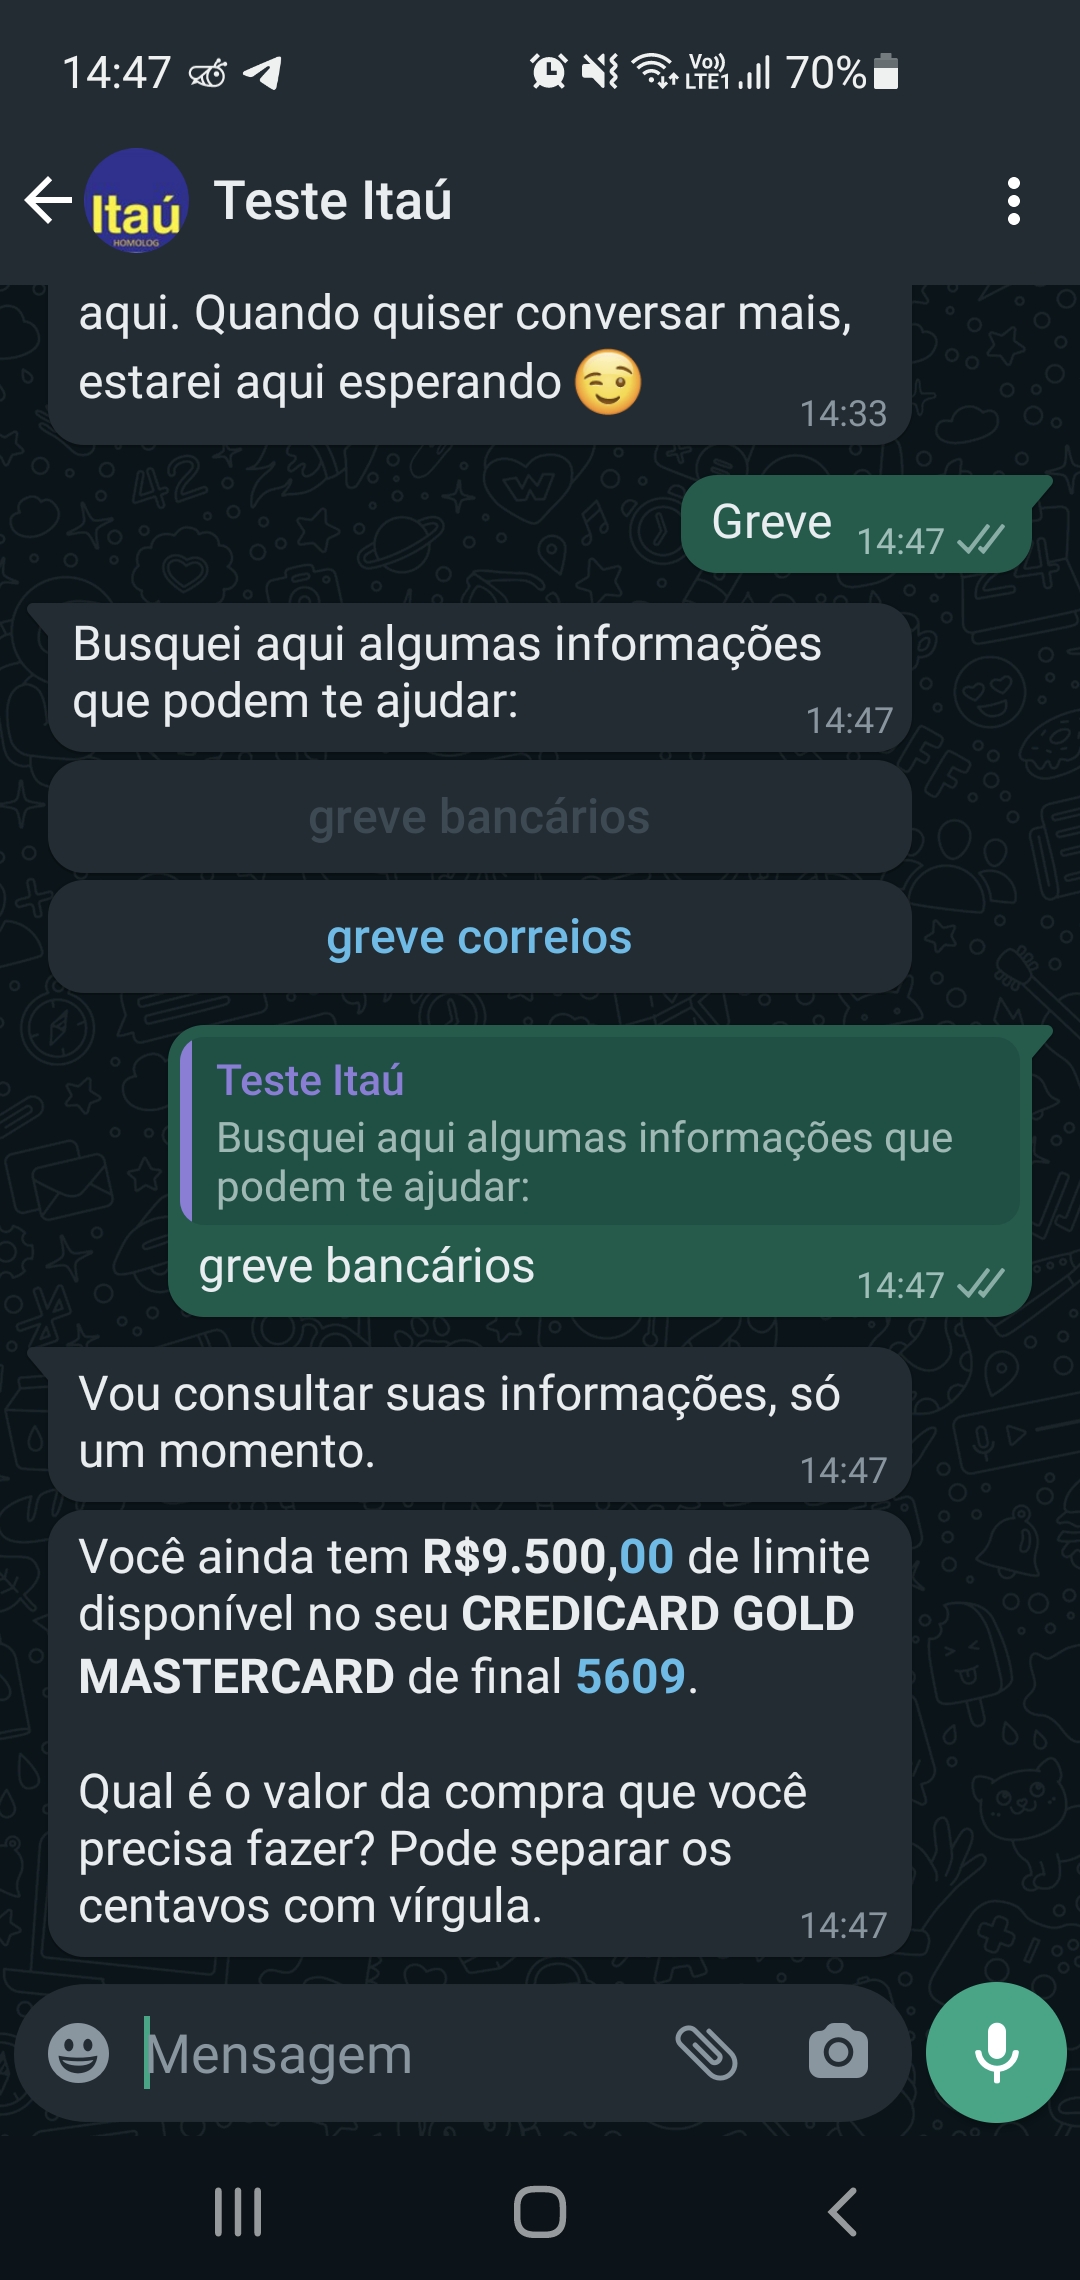 14:47
Vo))
LTE1
70%
Itaú
HOMOLOG
Teste Itaú
aqui. Quando quiser conversar mais,
estarei aqui esperando 😉
14:33
Greve
14:47
Busquei aqui algumas informações
que podem te ajudar:
14:47
greve bancários
greve correios
Teste Itaú
Busquei aqui algumas informações que
podem te ajudar:
greve bancários
14:47
Vou consultar suas informações, só
um momento.
14:47
Você ainda tem R$9.500,00 de limite
disponível no seu CREDICARD GOLD
MASTERCARD de final 5609.
Qual é o valor da compra que você
precisa fazer? Pode separar os
centavos com vírgula.
14:47
Mensagem